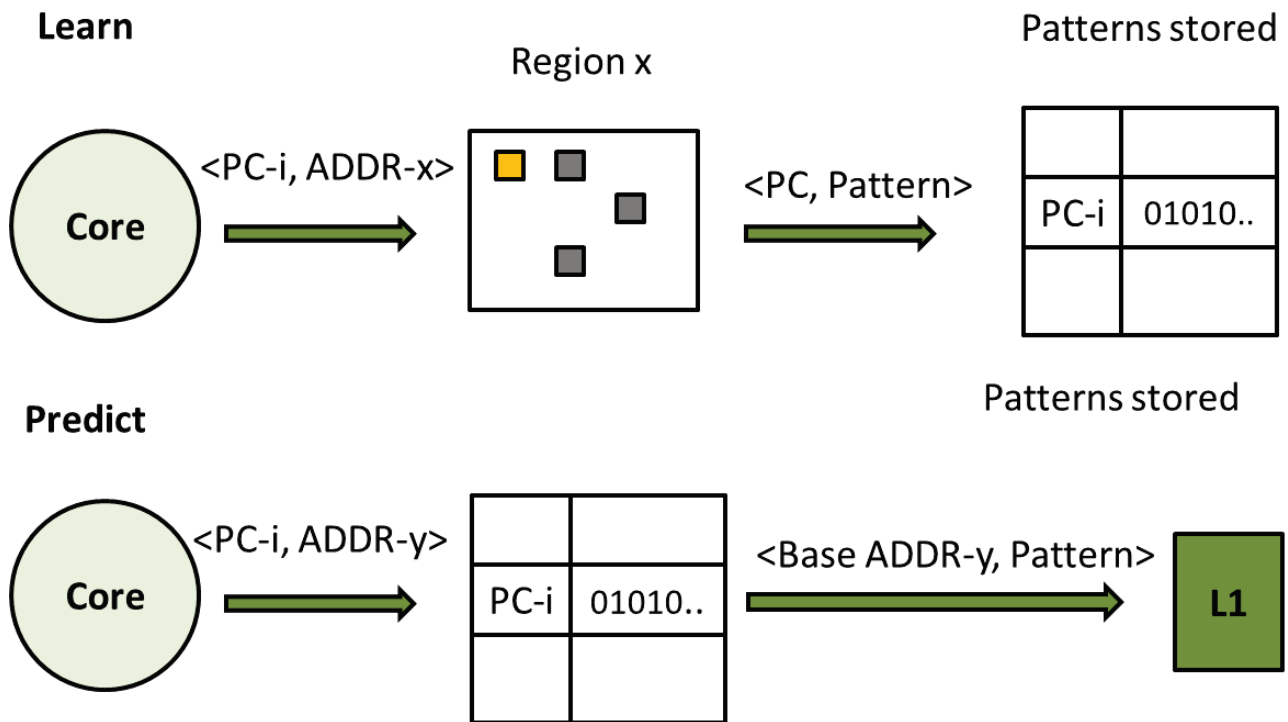 Learn
Patterns stored
Region x
<PC-i, ADDR-x>
<PC, Pattern>
Core
PC-i 01010..
Patterns stored
Predict
<PC-i, ADDR-y>
<Base ADDR-y, Pattern>
Core
PC-i 01010..
L1